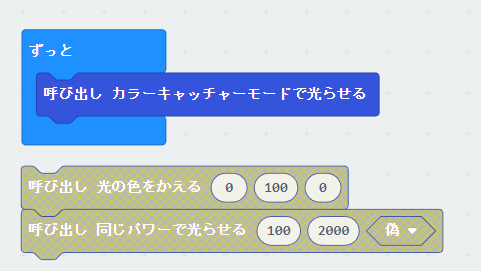 ずっと
呼び出し カラーキャッチャーモードで光らせる
呼び出し 光の色をかえる 0 100 0
呼び出し 同じパワーで光らせる 100 2000 偽